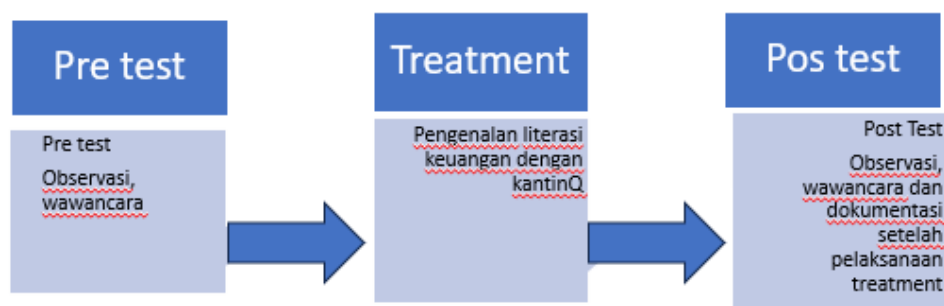 Pre test
Pre test
Observasi,
wawancara
Treatment
Pengenalan literasi
keuangan dengan
kantinQ
Pos test
Post Test
Observasi,
wawancara dan
dokumentasi
setelah
pelaksanaan
treatment